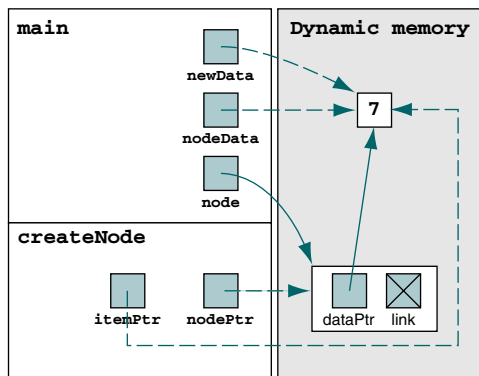 main
newData
nodeData
node
createNode
itemPtr
nodePtr
Dynamic memory
7
dataPtr
link